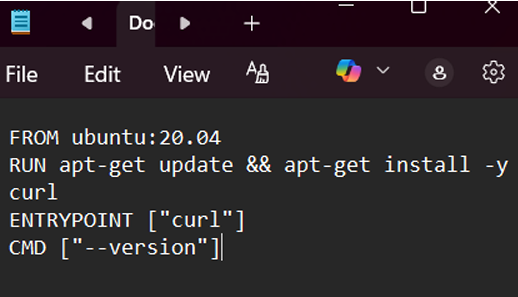 Do
File
Edit
View
FROM ubuntu:20.04
RUN apt-get update && apt-get install -y
curl
ENTRYPOINT ["curl"]
CMD ["--version"]